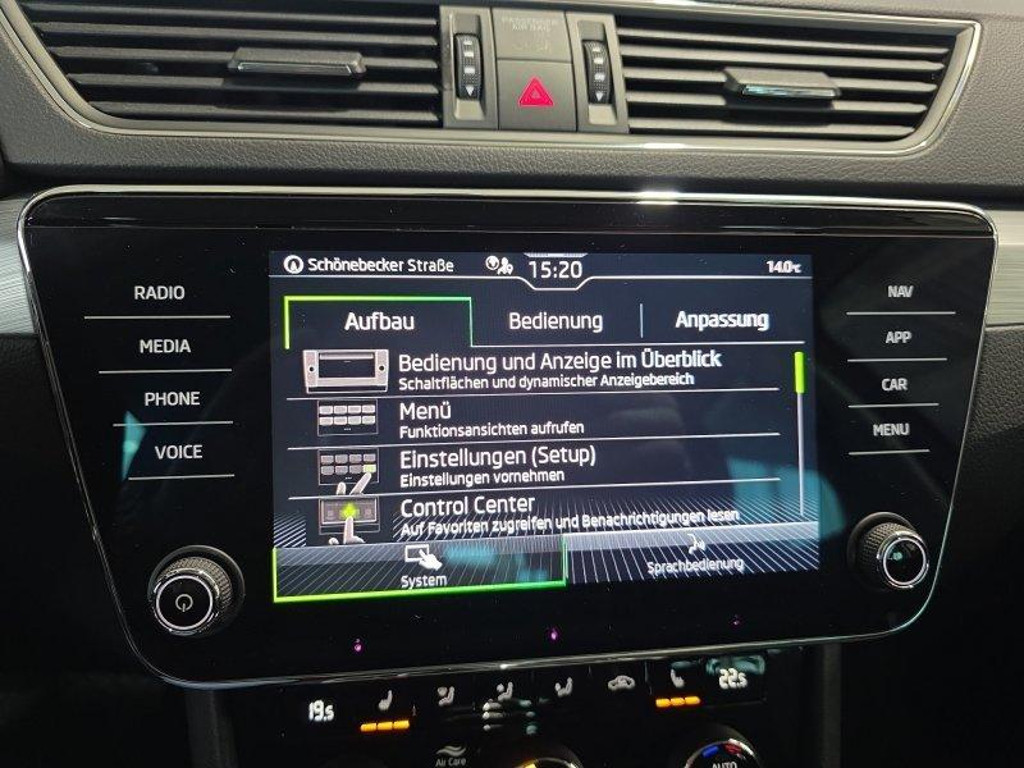 PASSENGER
AIR BAG
Schönebecker Straße
15:20
14.0°C
RADIO
MEDIA
PHONE
VOICE
Aufbau
Bedienung
Anpassung
Bedienung und Anzeige im Überblick
Schaltflächen und dynamischer Anzeigebereich
Menü
Funktionsansichten aufrufen
Einstellungen (Setup)
Einstellungen vornehmen
Control Center
Auf Favoriten zugreifen und Benachrichtigungen lesen
System
Sprachbedienung
NAV
APP
CAR
MENU
19.5
22.5
Air Care
AUTO